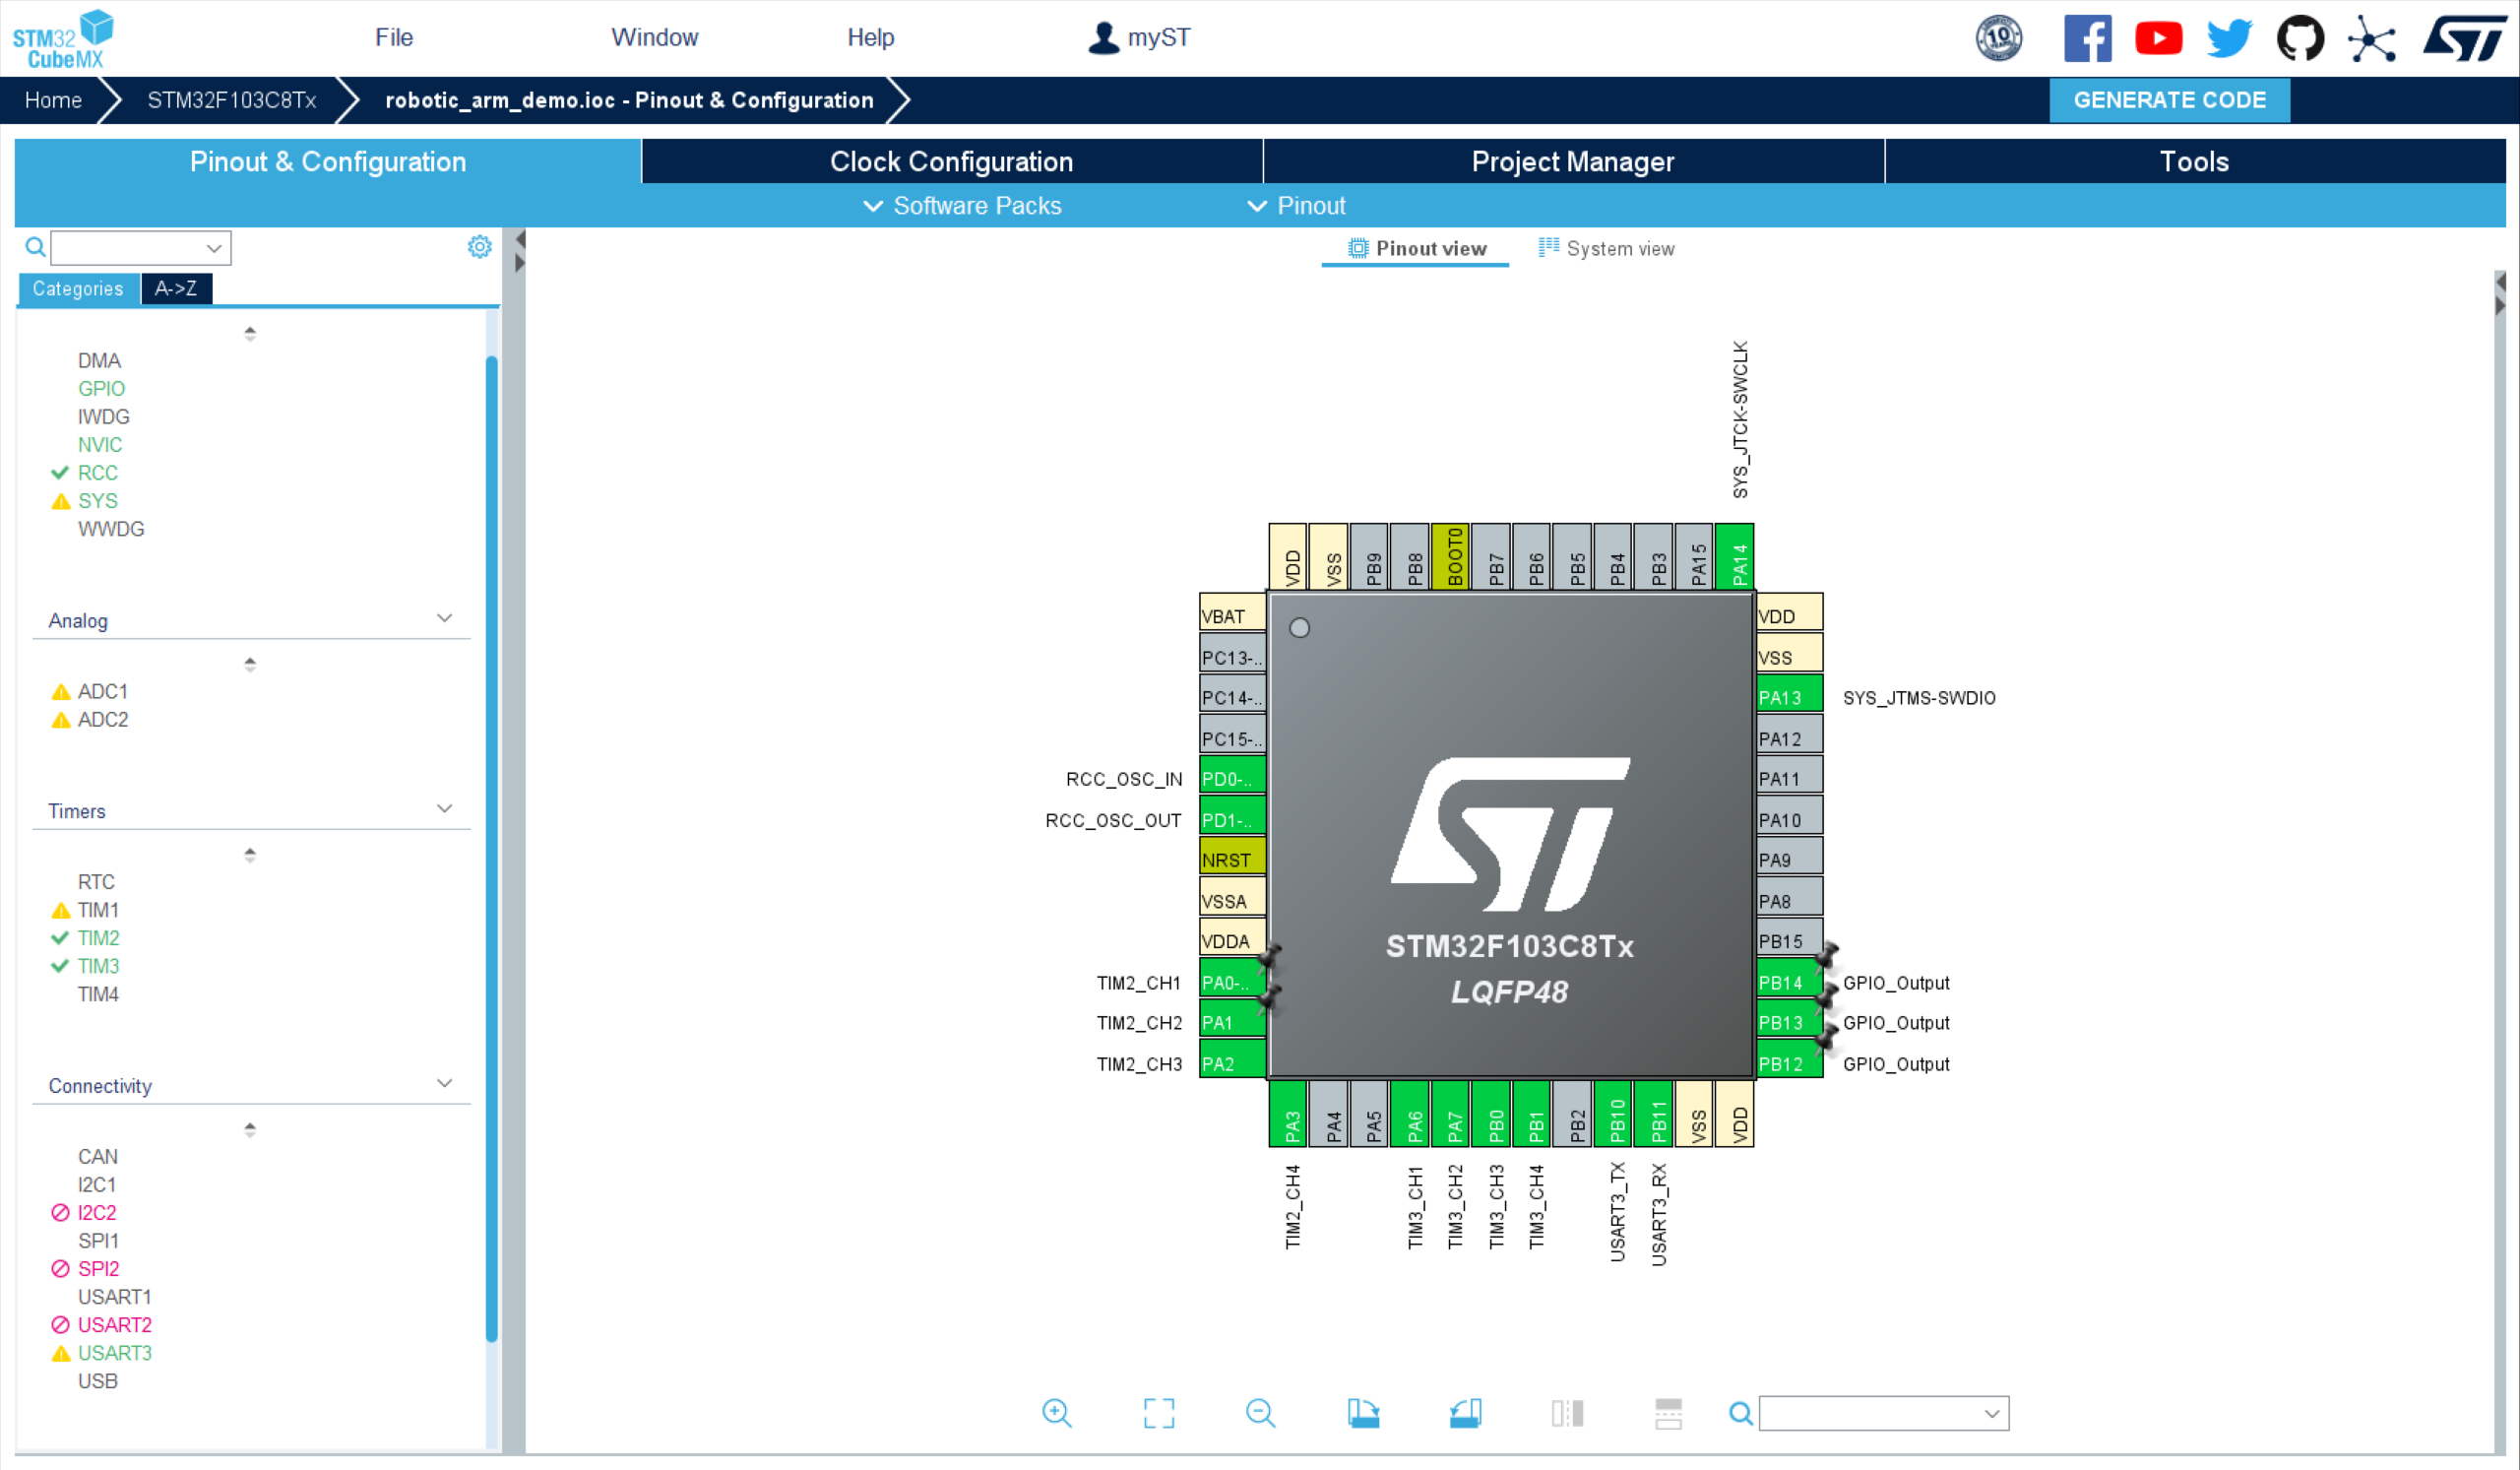 STM32
CubeMX
File
Window
Help
myST
10
Home
STM32F103C8Tx
robotic_arm_demo.ioc - Pinout & Configuration
GENERATE CODE
Pinout & Configuration
Clock Configuration
Project Manager
Tools
Software Packs
Pinout
Pinout view
System view
Categories
A->Z
DMA
GPIO
IWDG
NVIC
RCC
SYS
WWDG
Analog
ADC1
ADC2
Timers
RTC
TIM1
TIM2
TIM3
TIM4
Connectivity
CAN
I2C1
I2C2
SPI1
SPI2
USART1
USART2
USART3
USB
SYS_JTCK-SWCLK
VDD
VSS
PB9
PB8
BOOT0
PB7
PB6
PB5
PB4
PB3
PA15
PA14
VBAT
PC13-..
PC14-..
PC15-..
RCC_OSC_IN
PD0-..
RCC_OSC_OUT
PD1-..
NRST
VSSA
VDDA
TIM2_CH1
PA0-..
TIM2_CH2
PA1
TIM2_CH3
PA2
ST
STM32F103C8Tx
LQFP48
VDD
VSS
PA13
SYS_JTMS-SWDIO
PA12
PA11
PA10
PA9
PA8
PB15
PB14
GPIO_Output
PB13
GPIO_Output
PB12
GPIO_Output
PA3
PA4
PA5
PA6
PA7
PB0
PB1
PB2
PB10
PB11
VSS
VDD
TIM2_CH4
TIM3_CH1
TIM3_CH2
TIM3_CH3
TIM3_CH4
USART3_TX
USART3_RX